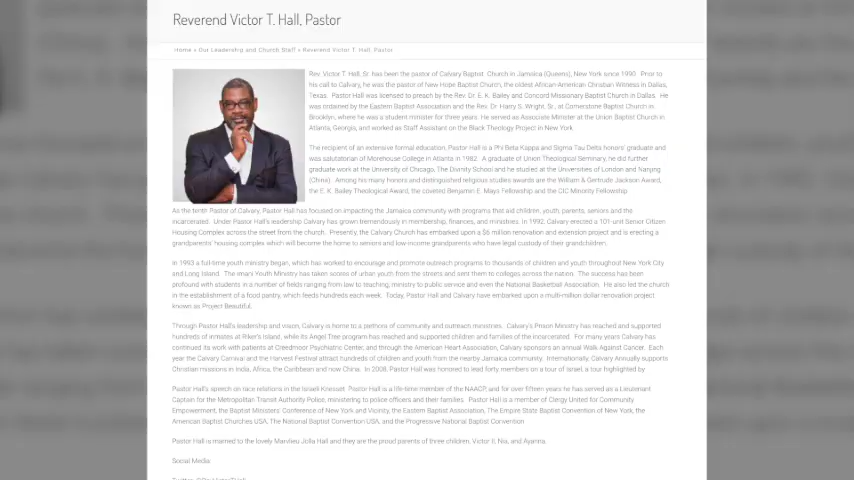 Reverend Victor T. Hall, Pastor
Home » Our Leadership and Church Staff » Reverend Victor T. Hall, Pastor
Rev. Victor T. Hall, Sr. has been the pastor of Calvary Baptist Church in Jamaica (Queens), New York since 1990. Prior to
his call to Calvary, he was the pastor of New Hope Baptist Church, the oldest African-American Christian Witness in Dallas,
Texas. Pastor Hall was licensed to preach by the Rev. Dr. E. K. Bailey and Concord Missionary Baptist Church in Dallas. He
was ordained by the Eastern Baptist Association and the Rev. Dr. Harry S. Wright, Sr., at Cornerstone Baptist Church in
Brooklyn, where he was a student minister for three years. He served as Associate Minister at the Union Baptist Church in
Atlanta, Georgia, and worked as Staff Assistant on the Black Theology Project in New York.
The recipient of an extensive formal education, Pastor Hall is a Phi Beta Kappa and Sigma Tau Delta honors' graduate and
was salutatorian of Morehouse College in Atlanta in 1982. A graduate of Union Theological Seminary, he did further
graduate work at the University of Chicago, The Divinity School and he studied at the Universities of London and Nanjing
(China). Among his many honors and distinguished religious studies awards are the William & Gertrude Jackson Award,
the E. K. Bailey Theological Award, the coveted Benjamin E. Mays Fellowship and the CIC Minority Fellowship
As the tenth Pastor of Calvary, Pastor Hall has focused on impacting the Jamaica community with programs that aid children, youth, parents, seniors and the
incarcerated. Under Pastor Hall's leadership Calvary has grown tremendously in membership, finances, and ministries. In 1992, Calvary erected a 101-unit Senior Citizen
Housing Complex across the street from the church. Presently, the Calvary Church has embarked upon a $6 million renovation and extension project and is erecting a
grandparents' housing complex which will become the home to seniors and low-income grandparents who have legal custody of their grandchildren.
In 1993 a full-time youth ministry began, which has worked to encourage and promote outreach programs to thousands of children and youth throughout New York City
and Long Island. The Imani Youth Ministry has taken scores of urban youth from the streets and sent them to colleges across the nation. The success has been
profound with students in a number of fields ranging from law to teaching, ministry to public service and even the National Basketball Association. He also led the church
in the establishment of a food pantry, which feeds hundreds each week. Today, Pastor Hall and Calvary have embarked upon a multi-million dollar renovation project
known as Project Beautiful.
Through Pastor Hall's leadership and vision, Calvary is home to a plethora of community and outreach ministries. Calvary's Prison Ministry has reached and supported
hundreds of inmates at Riker's Island, while its Angel Tree program has reached and supported children and families of the incarcerated. For many years Calvary has
continued its work with patients at Creedmoor Psychiatric Center, and through the American Heart Association, Calvary sponsors an annual Walk Against Cancer. Each
year the Calvary Carnival and the Harvest Festival attract hundreds of children and youth from the nearby Jamaica community. Internationally, Calvary Annually supports
Christian missions in India, Africa, the Caribbean and now China. In 2008, Pastor Hall was honored to lead forty members on a tour of Israel, a tour highlighted by
Pastor Hall's speech on race relations in the Israeli Knesset. Pastor Hall is a life-time member of the NAACP, and for over fifteen years he has served as a Lieutenant
Captain for the Metropolitan Transit Authority Police, ministering to police officers and their families. Pastor Hall is a member of Clergy United for Community
Empowerment, the Baptist Ministers' Conference of New York and Vicinity, the Eastern Baptist Association, The Empire State Baptist Convention of New York, the
American Baptist Churches USA, The National Baptist Convention USA, and the Progressive National Baptist Convention
Pastor Hall is married to the lovely Marvlieu Jolla Hall and they are the proud parents of three children, Victor II, Nia, and Ayanna.
Social Media